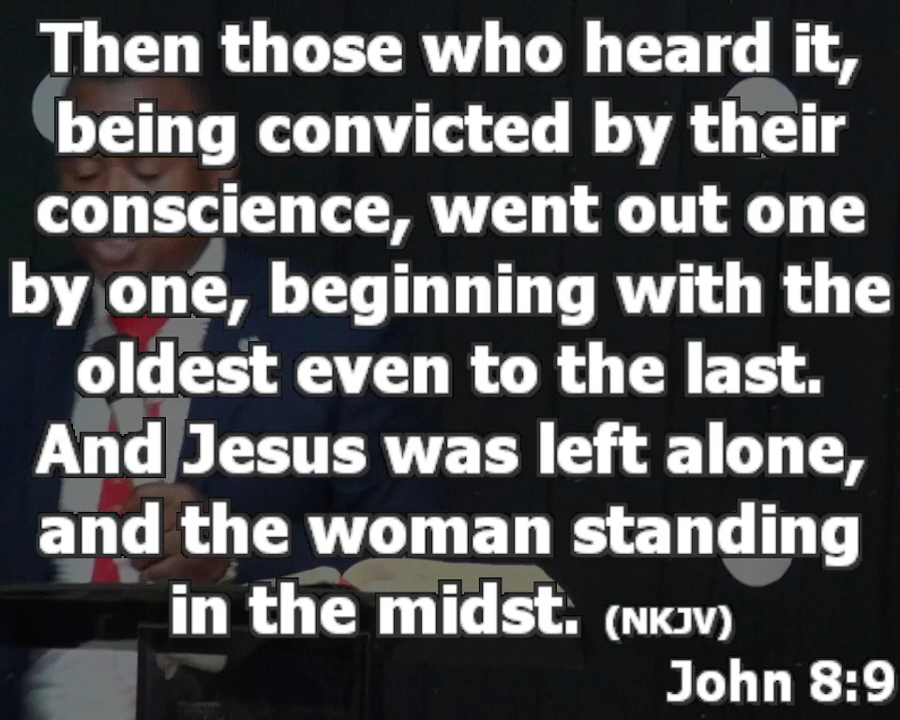 Then those who heard it,
being convicted by their
conscience, went out one
by one, beginning with the
oldest even to the last.
And Jesus was left alone,
and the woman standing
in the midst. (NKJV)
John 8:9